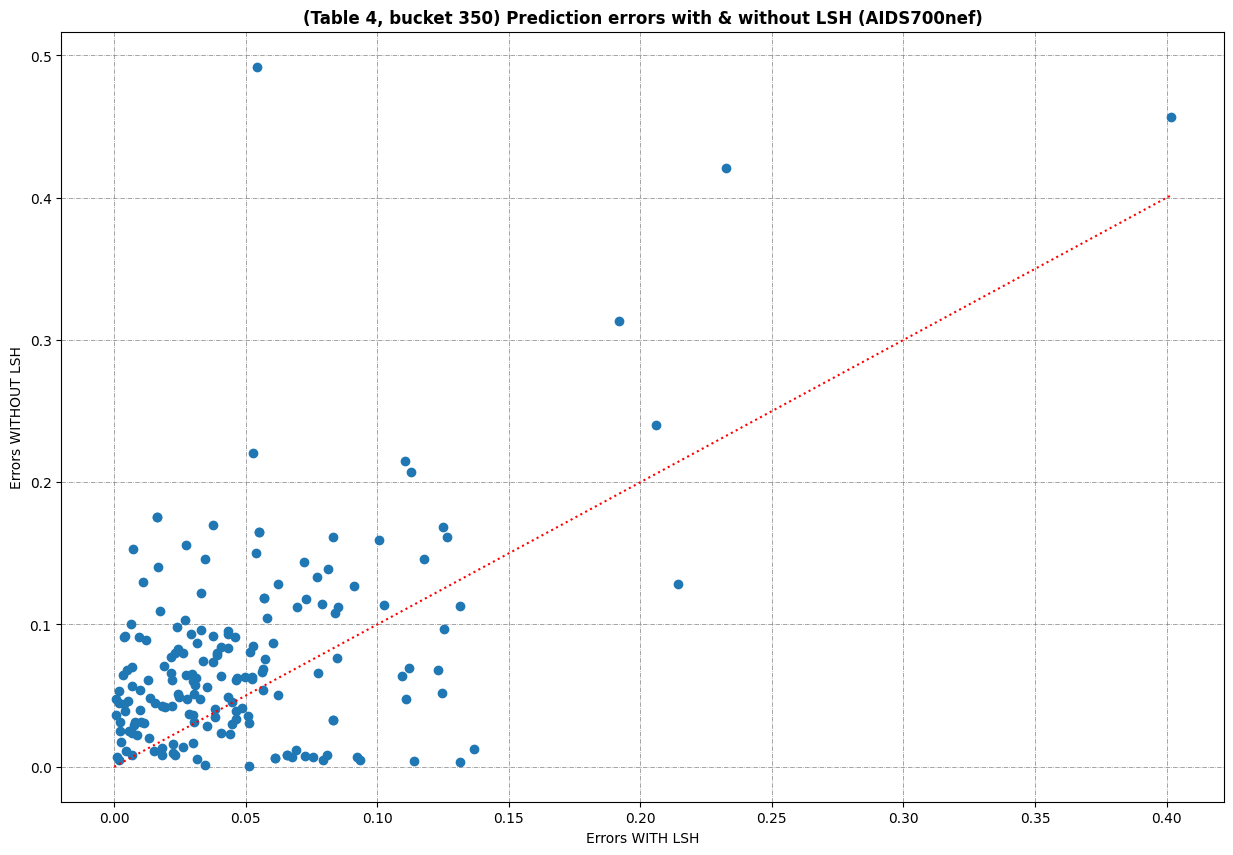 (Table 4, bucket 350) Prediction errors with & without LSH (AIDS700nef)
0.5
0.4
0.3
0.2
0.1
0.0
Errors WITHOUT LSH
0.00 0.05 0.10 0.15 0.20 0.25 0.30 0.35 0.40
Errors WITH LSH